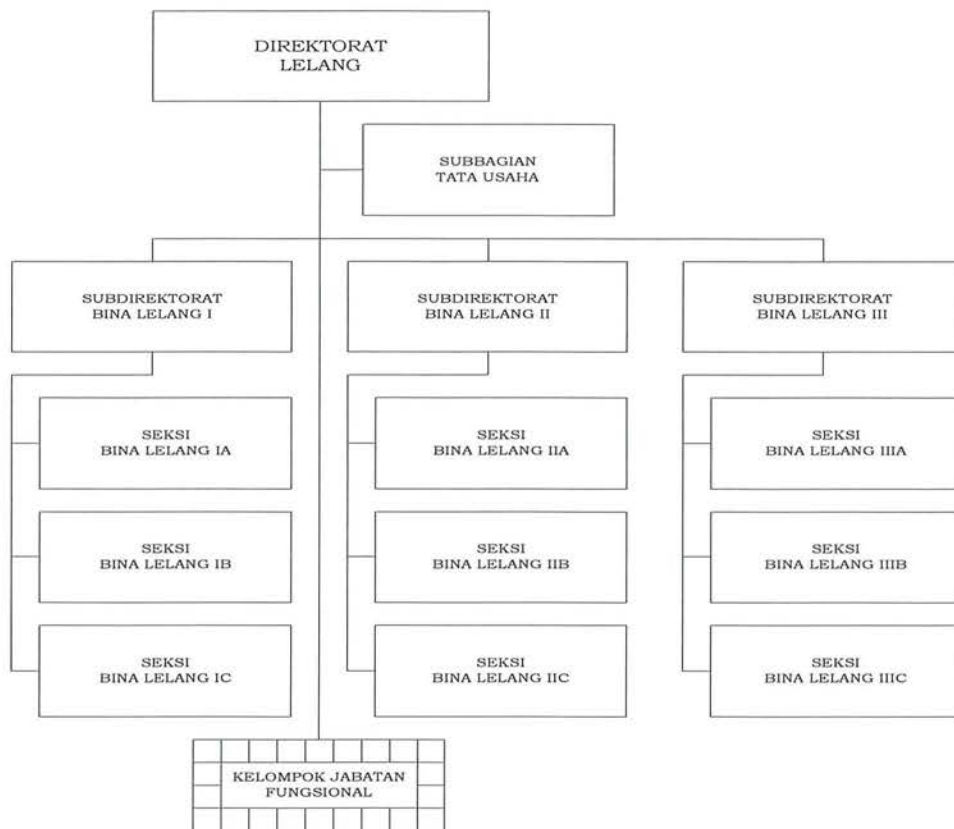 DIREKTORAT
LELANG
SUBBAGIAN
TATA USAHA
SUBDIREKTORAT
BINA LELANG I
SUBDIREKTORAT
BINA LELANG II
SUBDIREKTORAT
BINA LELANG III
SEKSI
BINA LELANG IA
SEKSI
BINA LELANG IIA
SEKSI
BINA LELANG IIIA
SEKSI
BINA LELANG IB
SEKSI
BINA LELANG IIB
SEKSI
BINA LELANG IIIB
SEKSI
BINA LELANG IC
SEKSI
BINA LELANG IIC
SEKSI
BINA LELANG IIIC
KELOMPOK JABATAN
FUNGSIONAL